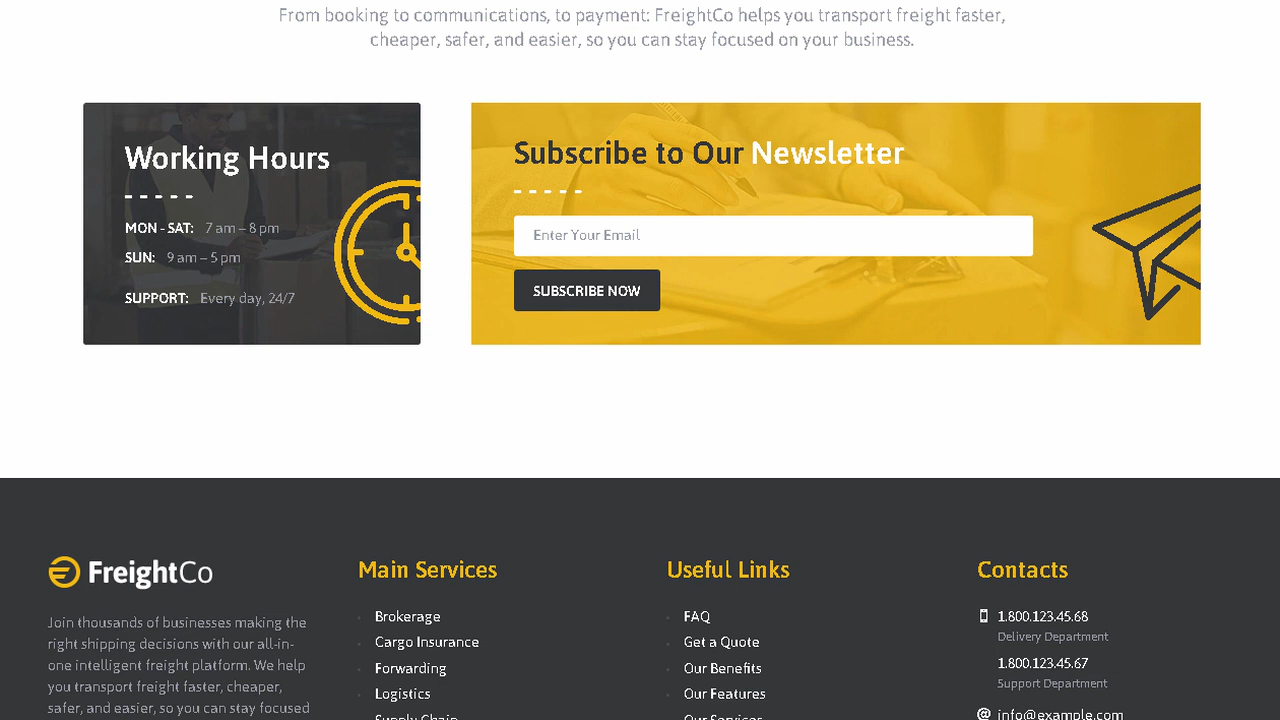 From booking to communications, to payment: FreightCo helps you transport freight faster,
cheaper, safer, and easier, so you can stay focused on your business.
Working Hours
MON - SAT: 7 am – 8 pm
SUN: 9 am – 5 pm
SUPPORT: Every day, 24/7
Subscribe to Our Newsletter
Enter Your Email
SUBSCRIBE NOW
FreightCo
Join thousands of businesses making the
right shipping decisions with our all-in-
one intelligent freight platform. We help
you transport freight faster, cheaper,
safer, and easier, so you can stay focused
Main Services
Brokerage
Cargo Insurance
Forwarding
Logistics
Supply Chain
Useful Links
FAQ
Get a Quote
Our Benefits
Our Features
Our Services
Contacts
1.800.123.45.68
Delivery Department
1.800.123.45.67
Support Department
info@example.com